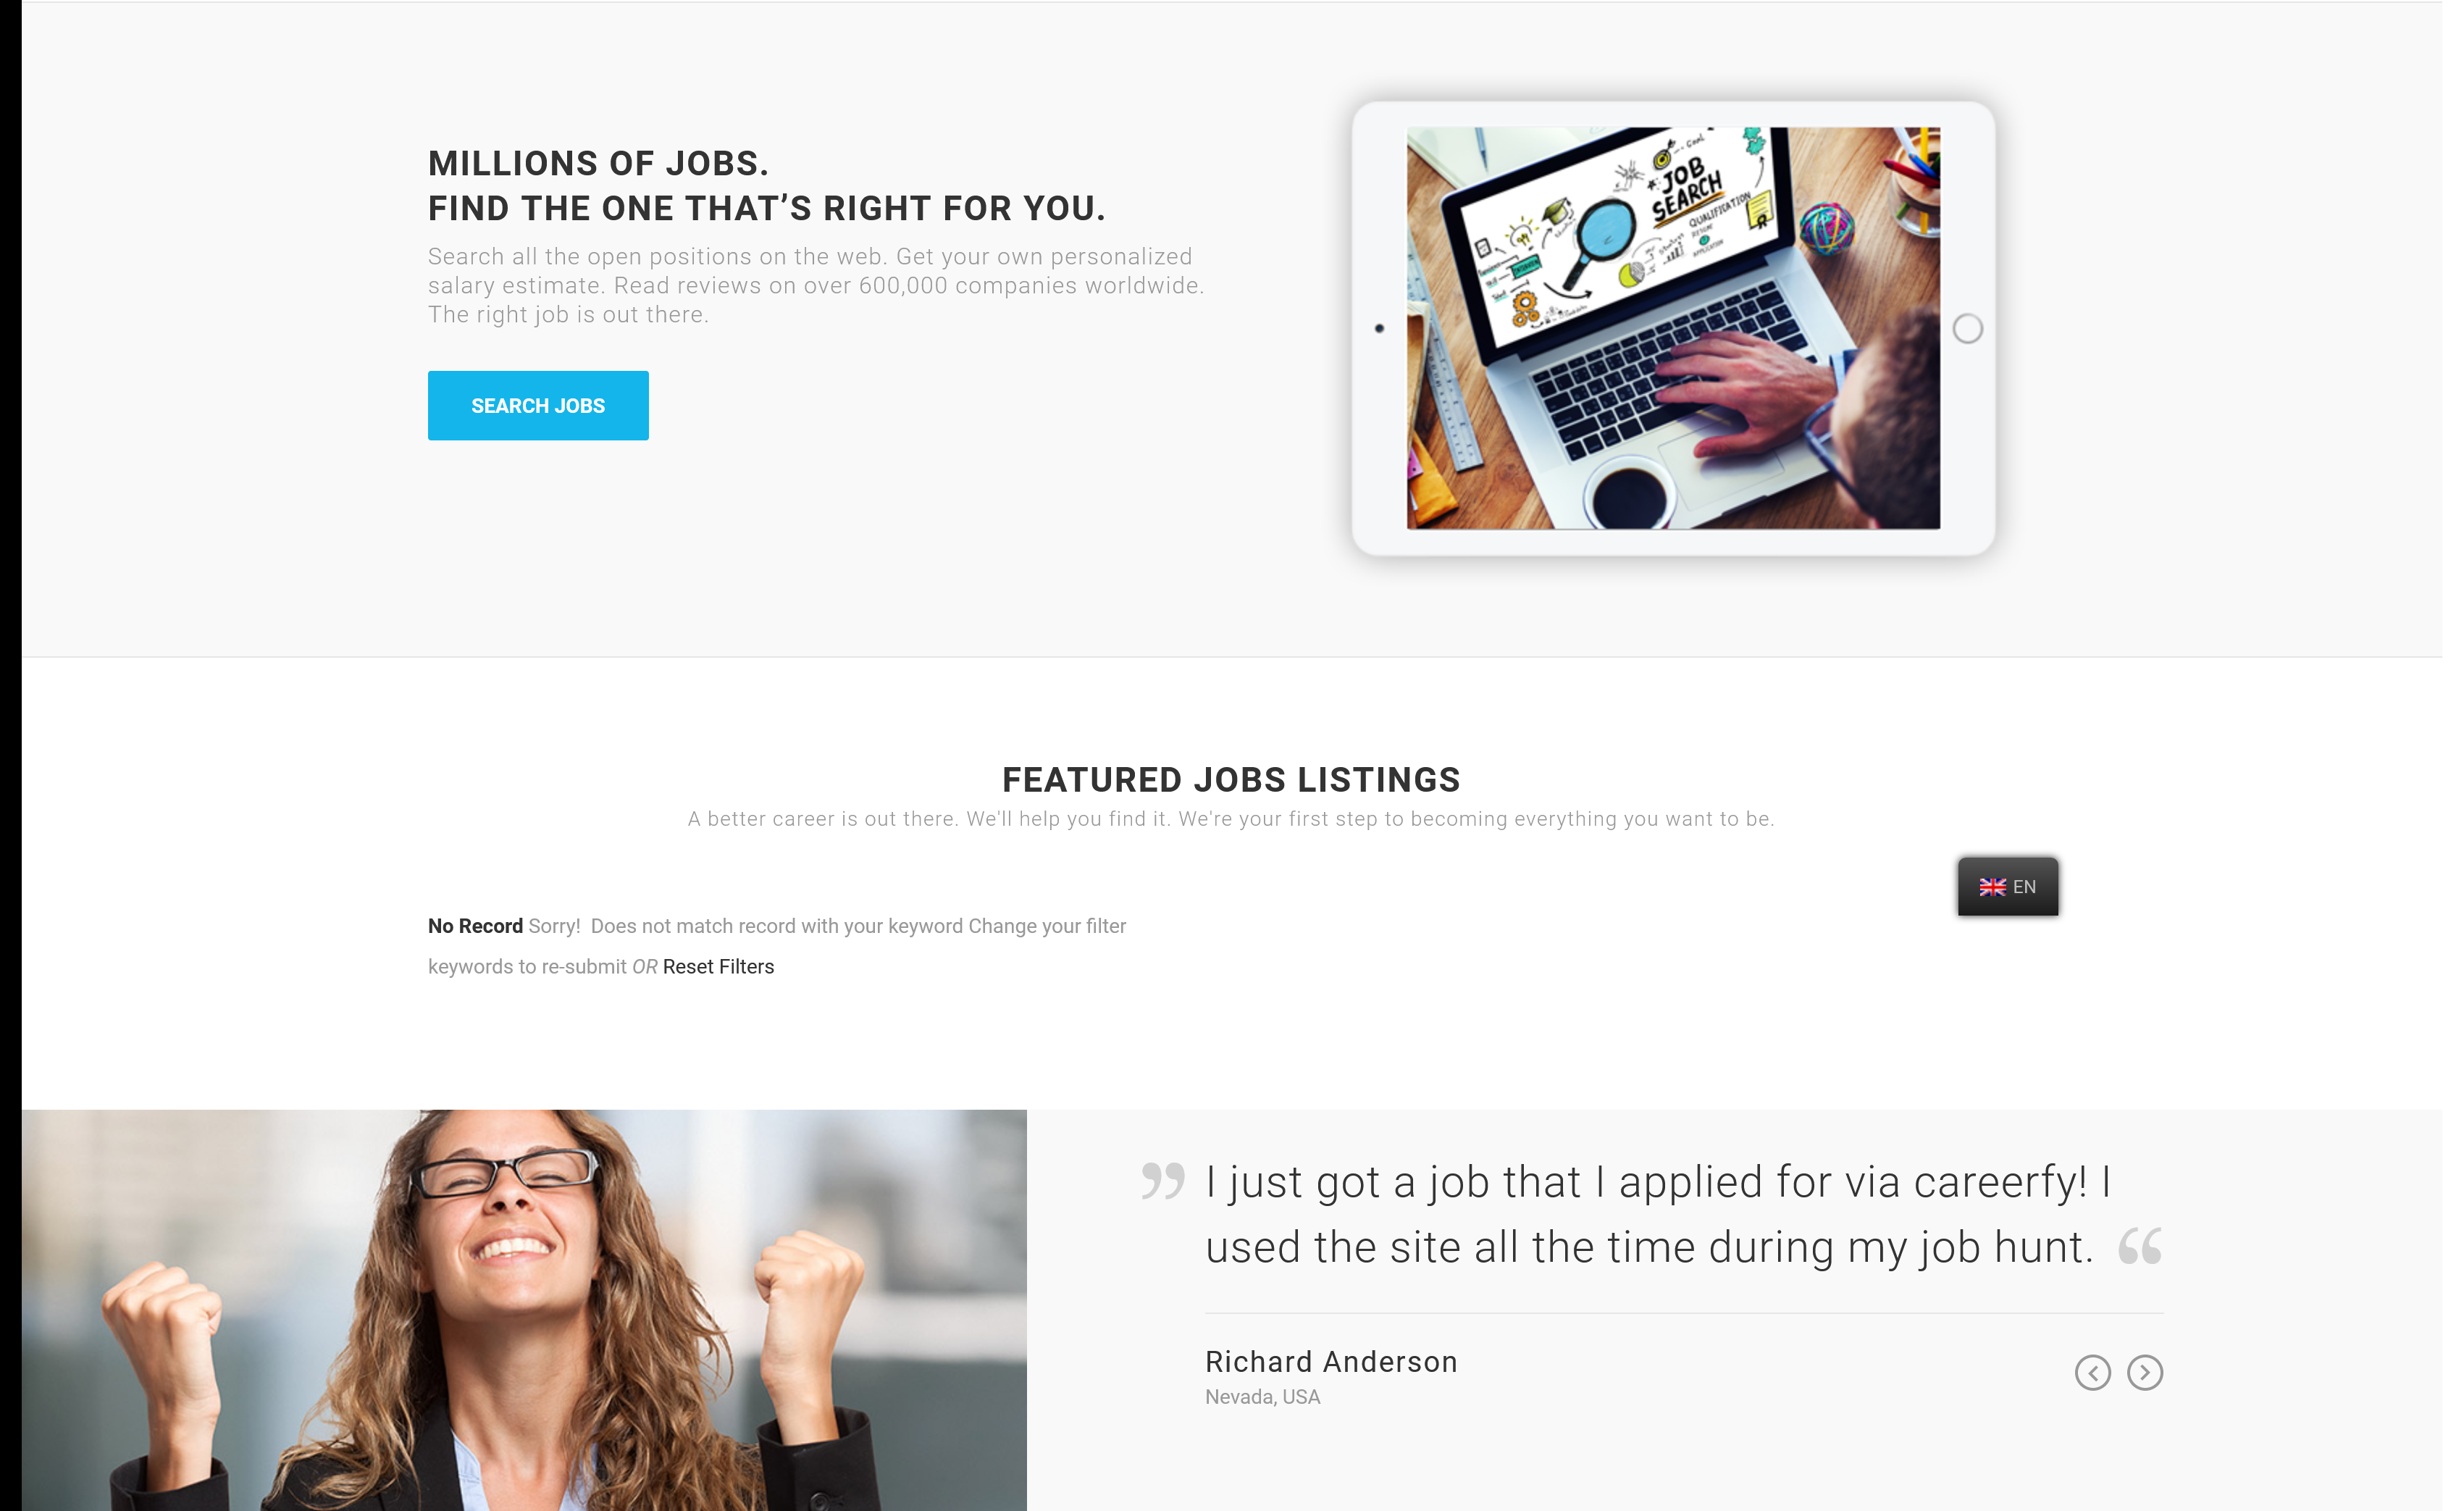 MILLIONS OF JOBS.
FIND THE ONE THAT’S RIGHT FOR YOU.
Search all the open positions on the web. Get your own personalized
salary estimate. Read reviews on over 600,000 companies worldwide.
The right job is out there.
SEARCH JOBS
Goal
JOB
SEARCH
QUALIFICATION
RESUME
APPLICATION
INTERVIEW
FEATURED JOBS LISTINGS
A better career is out there. We'll help you find it. We're your first step to becoming everything you want to be.
EN
No Record Sorry!  Does not match record with your keyword Change your filter
keywords to re-submit OR Reset Filters
” I just got a job that I applied for via careerfy! I
used the site all the time during my job hunt. “
Richard Anderson
Nevada, USA